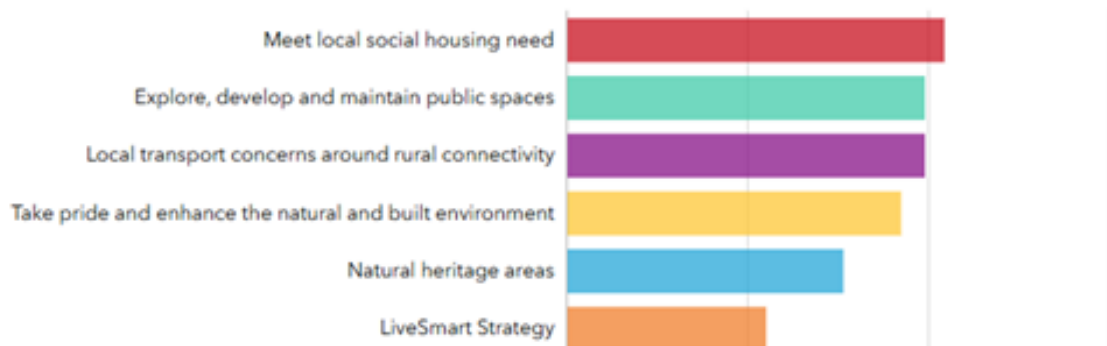 Meet local social housing need
Explore, develop and maintain public spaces
Local transport concerns around rural connectivity
Take pride and enhance the natural and built environment
Natural heritage areas
LiveSmart Strategy